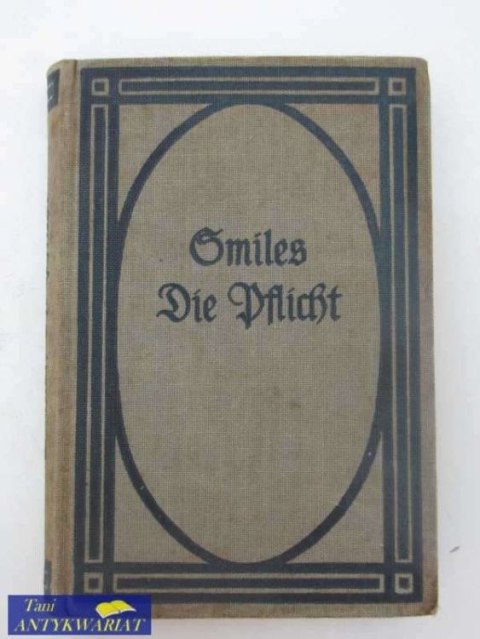 Smiles
Die Pflicht
Tani
ANTYKWARIAT